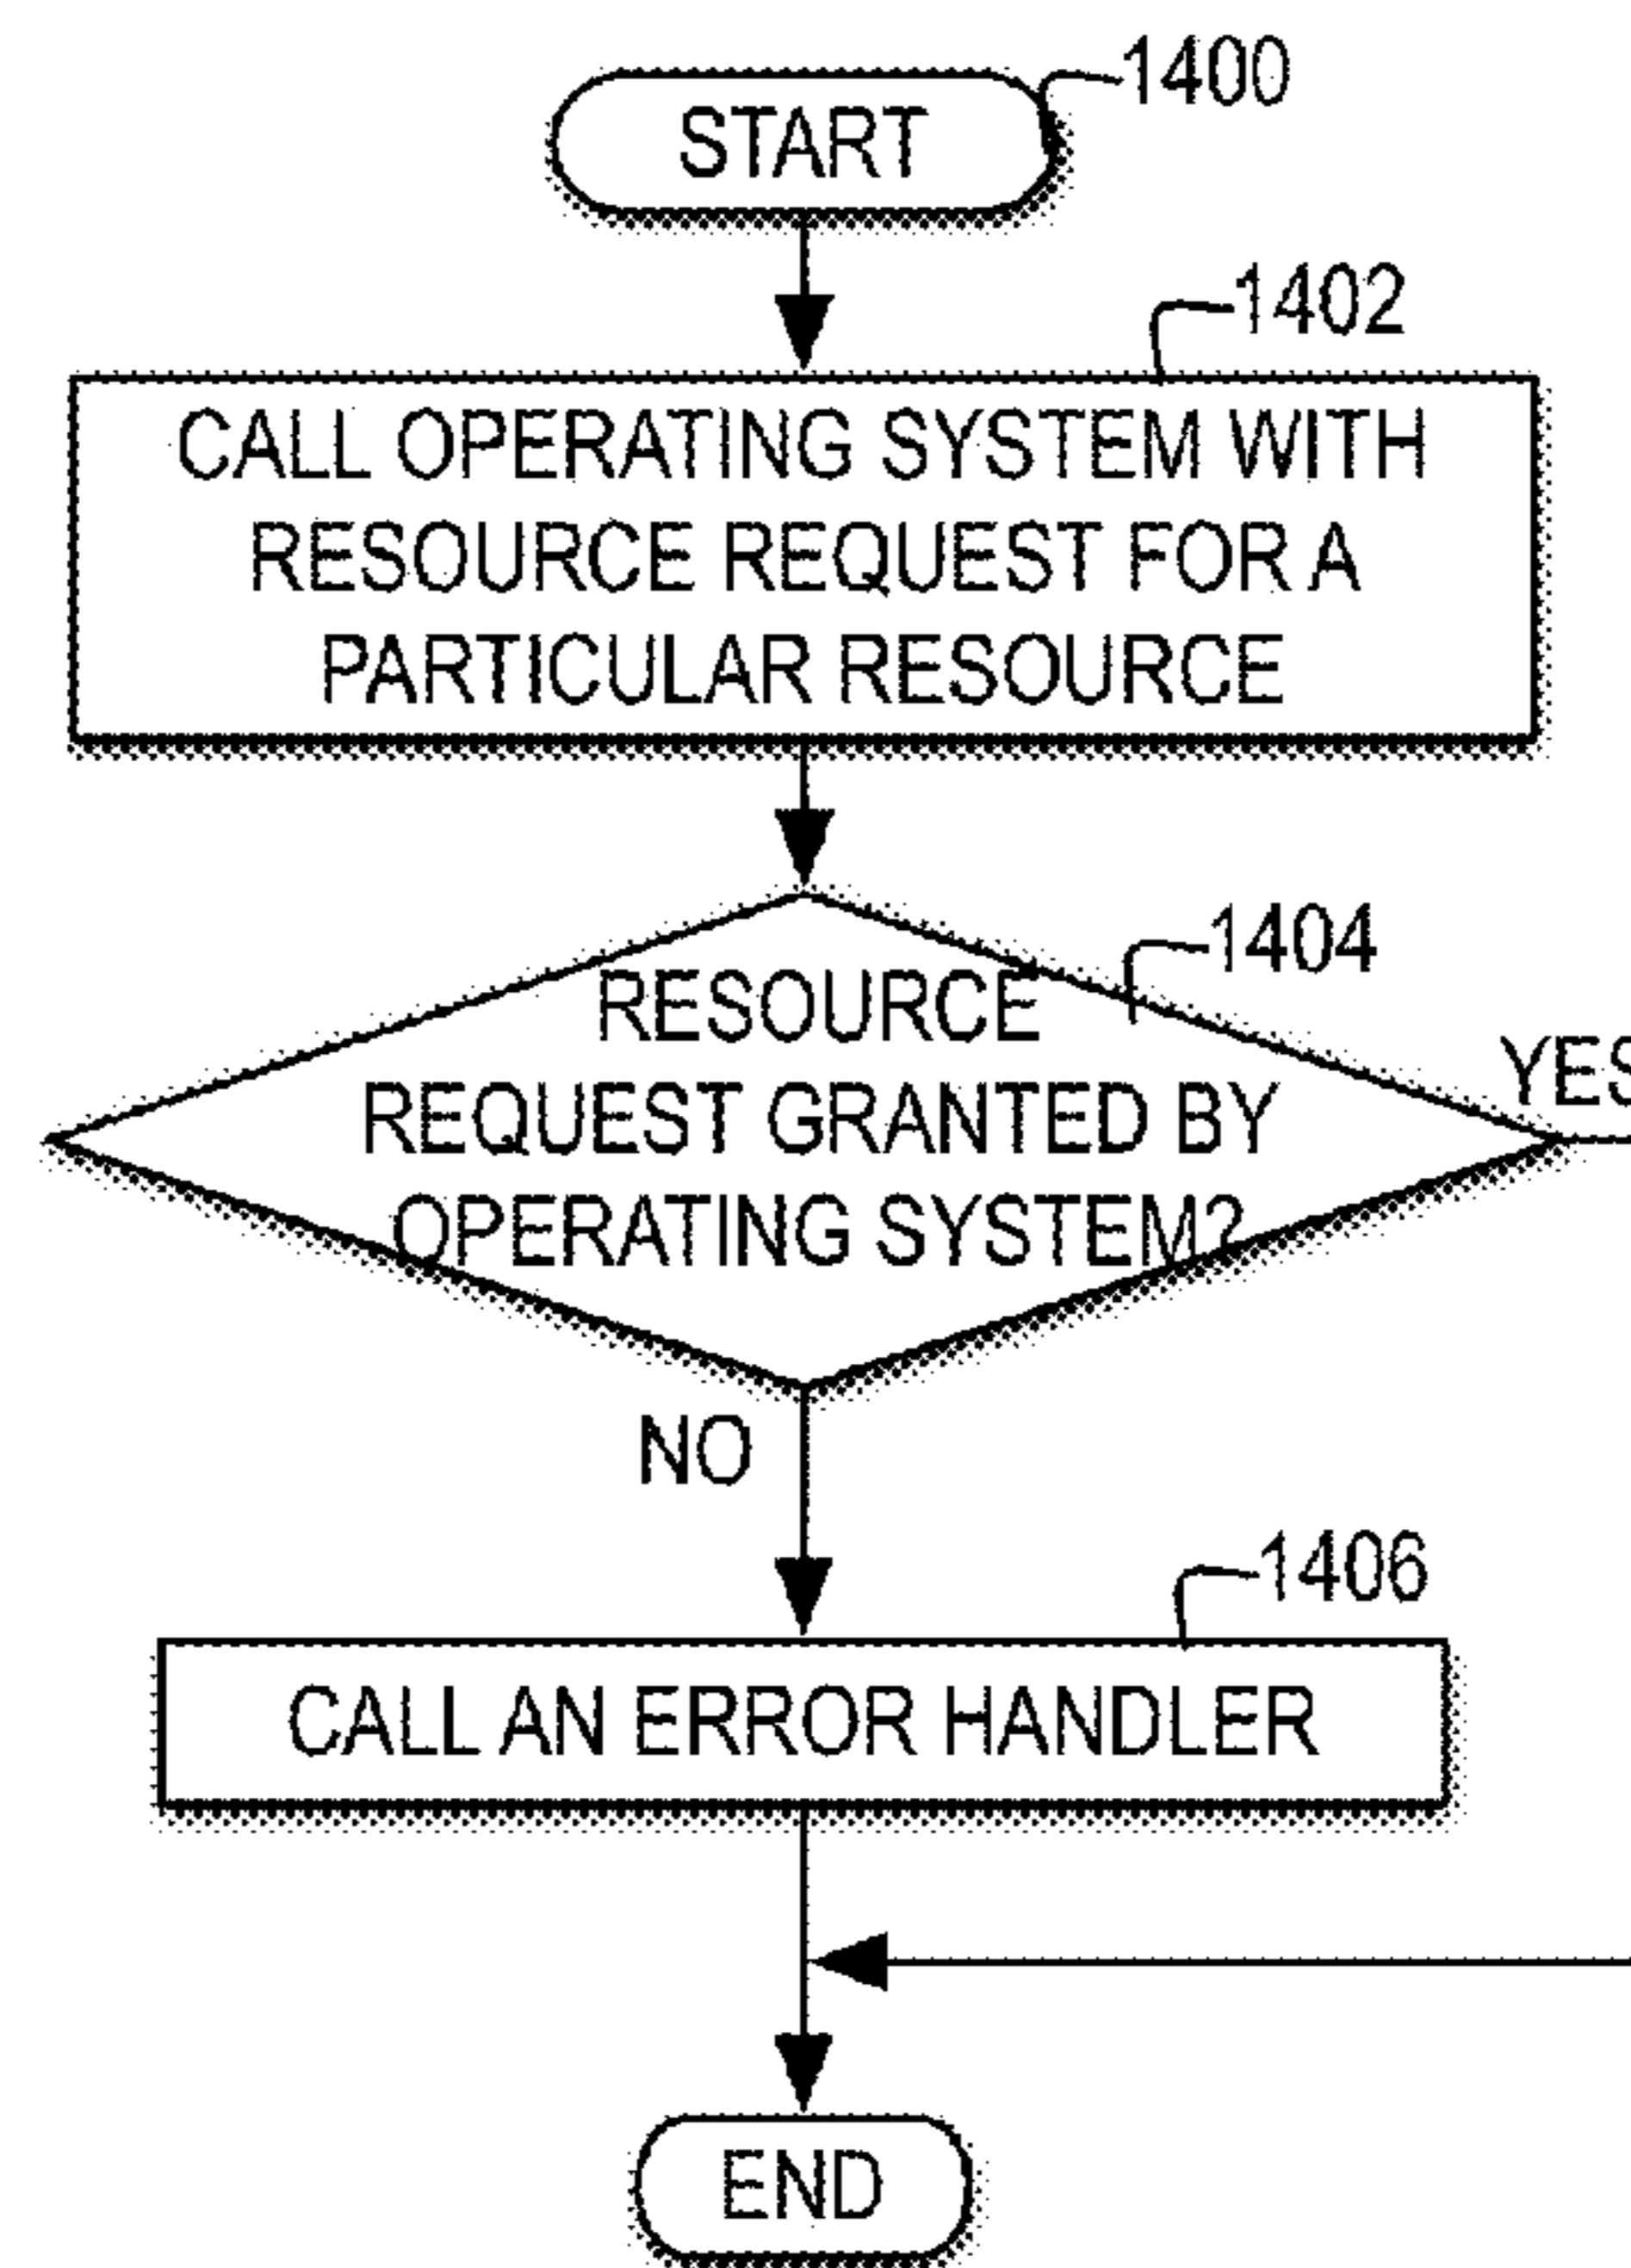 1400
START
1402
CALL OPERATING SYSTEM WITH
RESOURCE REQUEST FOR A
PARTICULAR RESOURCE
1404
RESOURCE
REQUEST GRANTED BY
OPERATING SYSTEM?
YES
NO
1406
CALL AN ERROR HANDLER
END